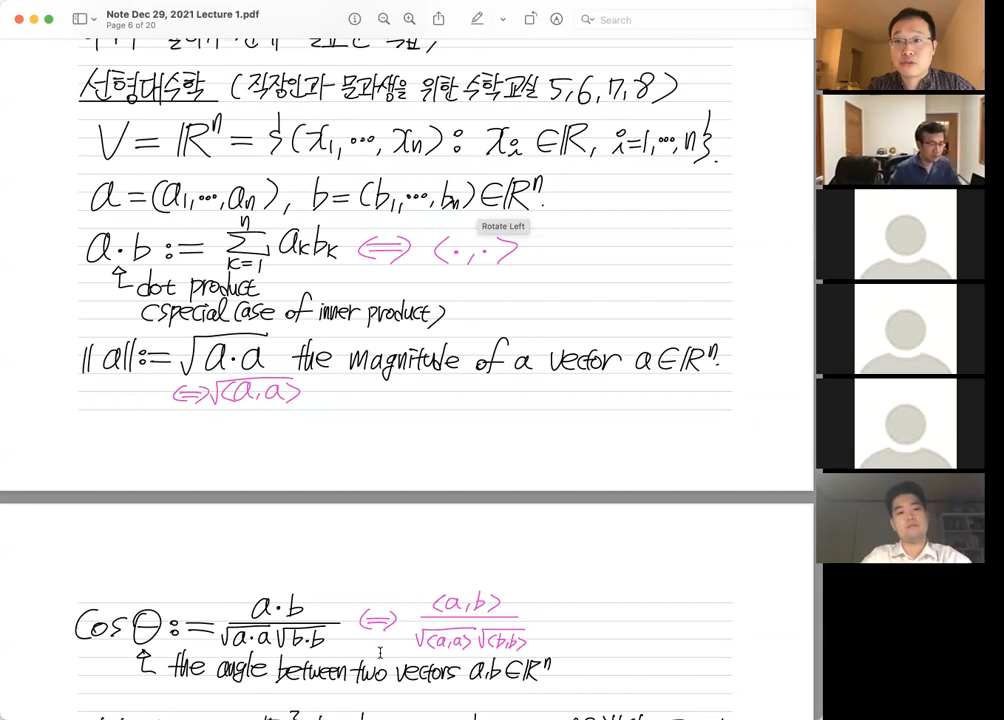 Note Dec 29, 2021 Lecture 1.pdf
Page 6 of 20
Search
선형대수학 (직장인과 문과생을 위한 수학교실 5,6,7,8)
V = ℝⁿ = {(x₁,⋯,xₙ) : xᵢ ∈ ℝ, i=1,⋯,n}.
a = (a₁,⋯,aₙ), b = (b₁,⋯,bₙ) ∈ ℝⁿ.
Rotate Left
a·b := ∑ₖ₌₁ⁿ aₖbₖ ⟺ ⟨·,·⟩
dot product
(special case of inner product)
‖a‖ := √(a·a) the magnitude of a vector a ∈ ℝⁿ.
⟺ √⟨a,a⟩
Cos Θ := a·b / (√(a·a) √(b·b)) ⟺ ⟨a,b⟩ / (√⟨a,a⟩ √⟨b,b⟩)
the angle between two vectors a,b ∈ ℝⁿ